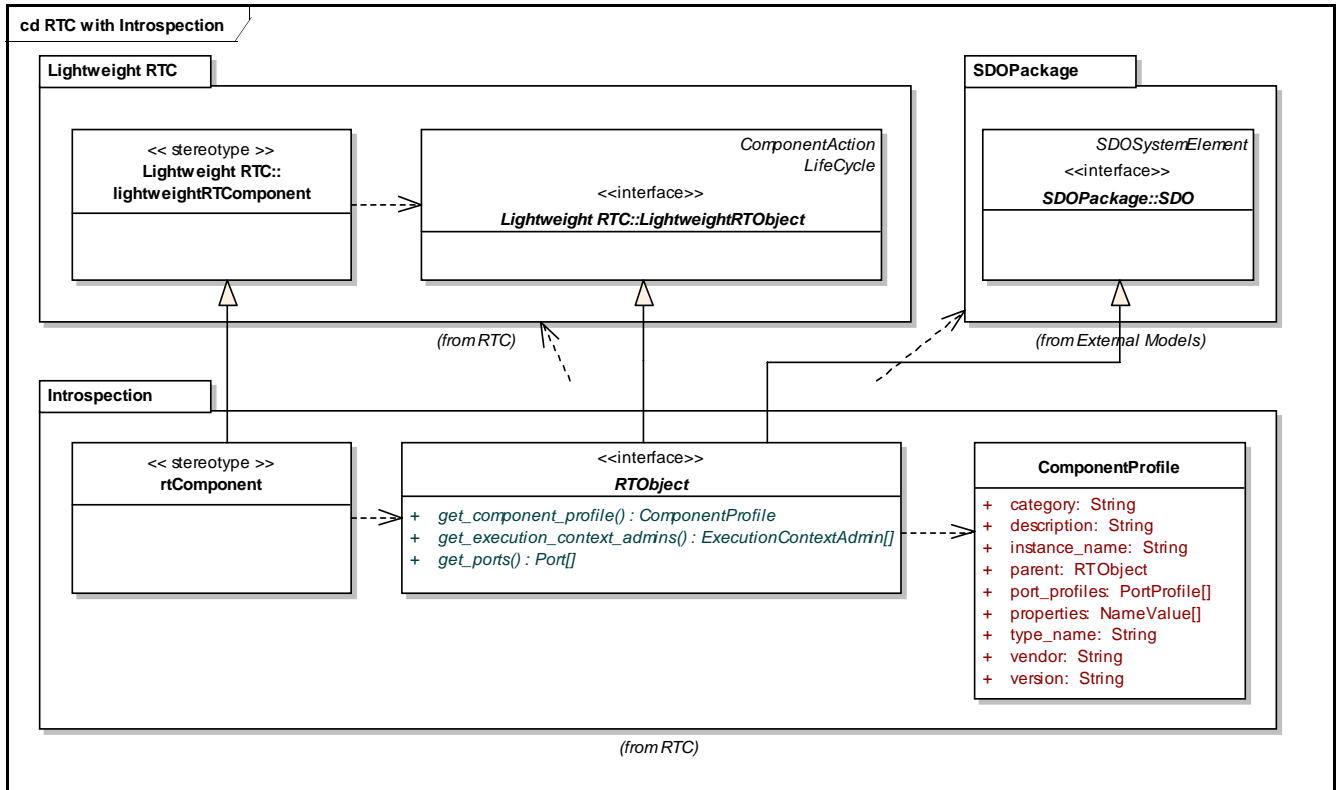 cd RTC with Introspection
Lightweight RTC
<< stereotype >>
Lightweight RTC::
lightweightRTComponent
ComponentAction
LifeCycle
<<interface>>
Lightweight RTC::LightweightRTObject
(from RTC)
SDOPackage
SDOSystemElement
<<interface>>
SDOPackage::SDO
(from External Models)
Introspection
<< stereotype >>
rtComponent
<<interface>>
RTObject
+ get_component_profile() : ComponentProfile
+ get_execution_context_admins() : ExecutionContextAdmin[]
+ get_ports() : Port[]
ComponentProfile
+ category: String
+ description: String
+ instance_name: String
+ parent: RTObject
+ port_profiles: PortProfile[]
+ properties: NameValue[]
+ type_name: String
+ vendor: String
+ version: String
(from RTC)